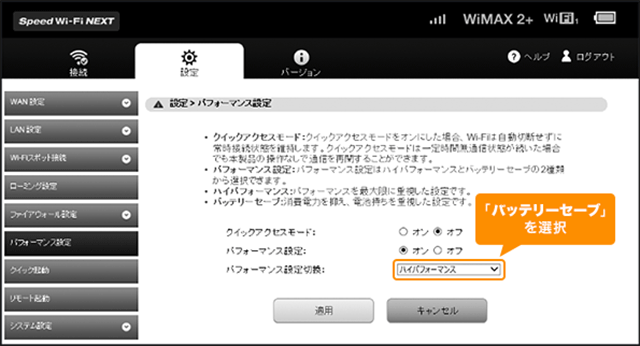 Speed Wi-Fi NEXT
WiMAX 2+ WiFi1
接続 設定 バージョン ヘルプ ログアウト
WAN 設定
LAN 設定
Wi-Fiスポット接続
ローミング設定
ファイアウォール設定
パフォーマンス設定
クイック起動
リモート起動
システム設定
設定 > パフォーマンス設定
• クイックアクセスモード:クイックアクセスモードをオンにした場合、Wi-Fiは自動切断せずに
常時接続状態を維持します。クイックアクセスモードは一定時間無通信状態が続いた場合
でも本製品の操作なしで通信を再開することができます。
• パフォーマンス設定:パフォーマンス設定はハイパフォーマンスとバッテリーセーブの2種類
から選択できます。
• ハイパフォーマンス:パフォーマンスを最大限に重視した設定です。
• バッテリーセーブ:消費電力を抑え、電池持ちを重視した設定です。
クイックアクセスモード: オン オフ
パフォーマンス設定: オン オフ
パフォーマンス設定切換: ハイパフォーマンス
「バッテリーセーブ」
を選択
適用 キャンセル